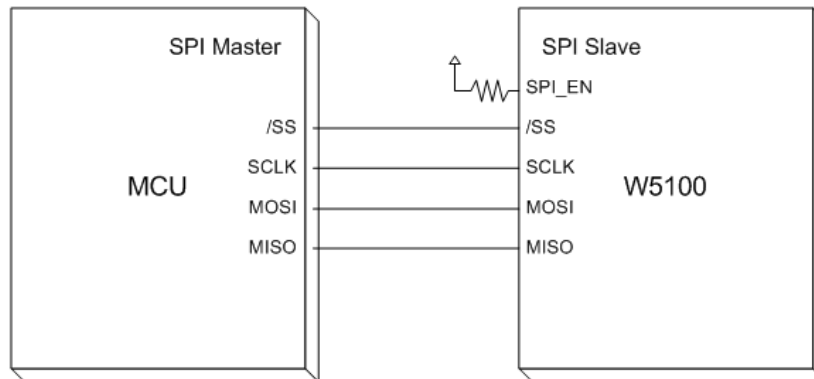 SPI Master
/SS
SCLK
MOSI
MISO
MCU
SPI Slave
SPI_EN
/SS
SCLK
MOSI
MISO
W5100